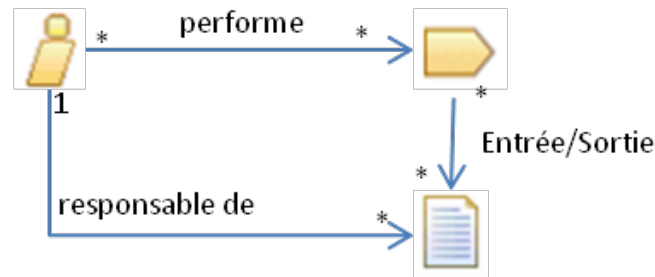 performe
* *
1
*
Entrée/Sortie
*
responsable de
*